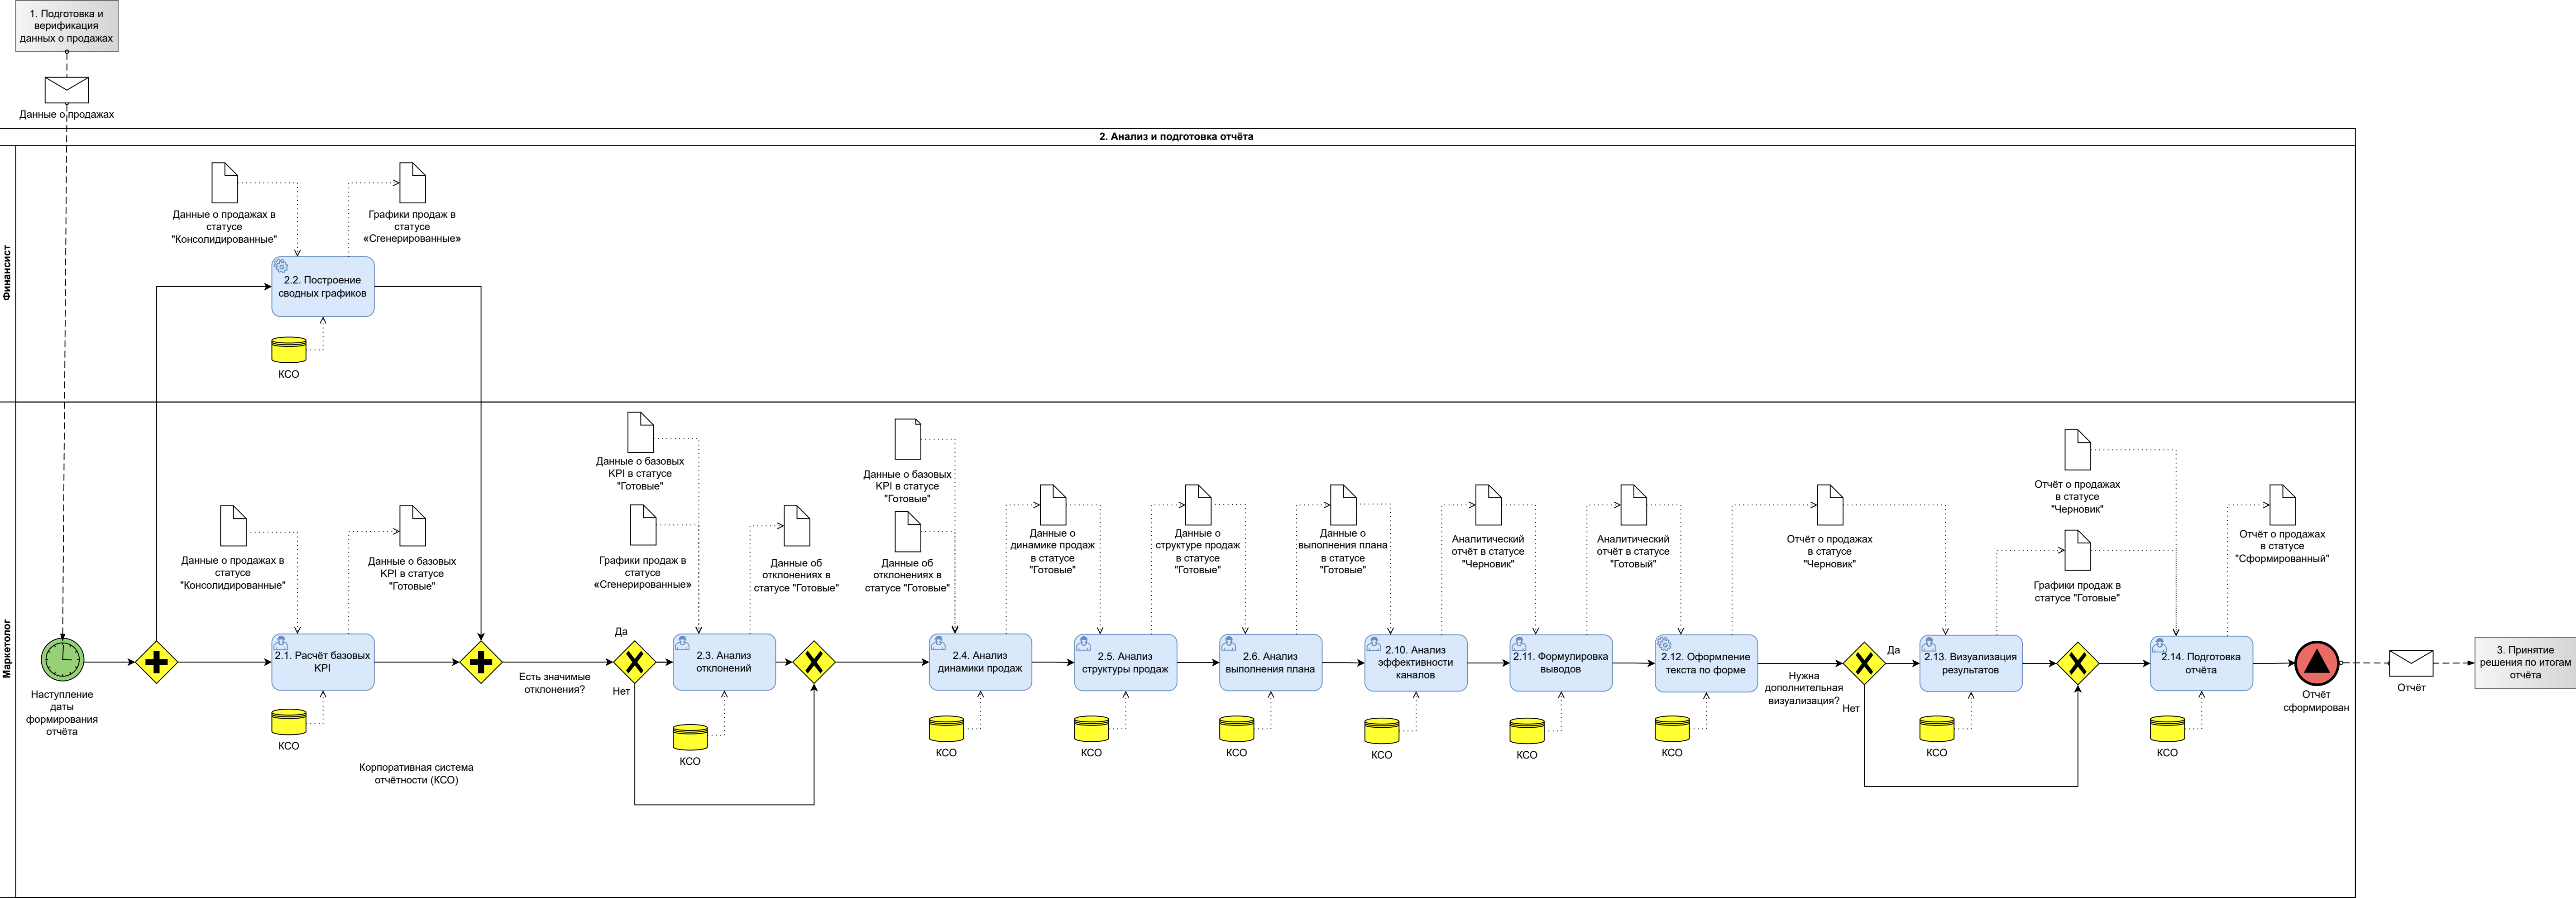 1. Подготовка и
верификация
данных о продажах
Данные о продажах
2. Анализ и подготовка отчёта
Финансист
Данные о продажах в
статусе
"Консолидированные"
Графики продаж в
статусе
«Сгенерированные»
2.2. Построение
сводных графиков
КСО
Маркетолог
Наступление
даты
формирования
отчёта
Данные о продажах в
статусе
"Консолидированные"
Данные о базовых
KPI в статусе
"Готовые"
2.1. Расчёт базовых
KPI
КСО
Корпоративная система
отчётности (КСО)
Есть значимые
отклонения?
Да
Нет
Данные о базовых
KPI в статусе
"Готовые"
Графики продаж в
статусе
«Сгенерированные»
Данные об
отклонениях в
статусе "Готовые"
2.3. Анализ
отклонений
КСО
Данные о базовых
KPI в статусе
"Готовые"
Данные об
отклонениях в
статусе "Готовые"
2.4. Анализ
динамики продаж
КСО
Данные о
динамике продаж
в статусе
"Готовые"
2.5. Анализ
структуры продаж
КСО
Данные о
структуре продаж
в статусе
"Готовые"
2.6. Анализ
выполнения плана
КСО
Данные о
выполнения плана
в статусе
"Готовые"
2.10. Анализ
эффективности
каналов
КСО
Аналитический
отчёт в статусе
"Черновик"
2.11. Формулировка
выводов
КСО
Аналитический
отчёт в статусе
"Готовый"
2.12. Оформление
текста по форме
КСО
Отчёт о продажах
в статусе
"Черновик"
Нужна
дополнительная
визуализация?
Да
Нет
2.13. Визуализация
результатов
КСО
Отчёт о продажах
в статусе
"Черновик"
Графики продаж в
статусе "Готовые"
2.14. Подготовка
отчёта
КСО
Отчёт о продажах
в статусе
"Сформированный"
Отчёт
сформирован
Отчёт
3. Принятие
решения по итогам
отчёта